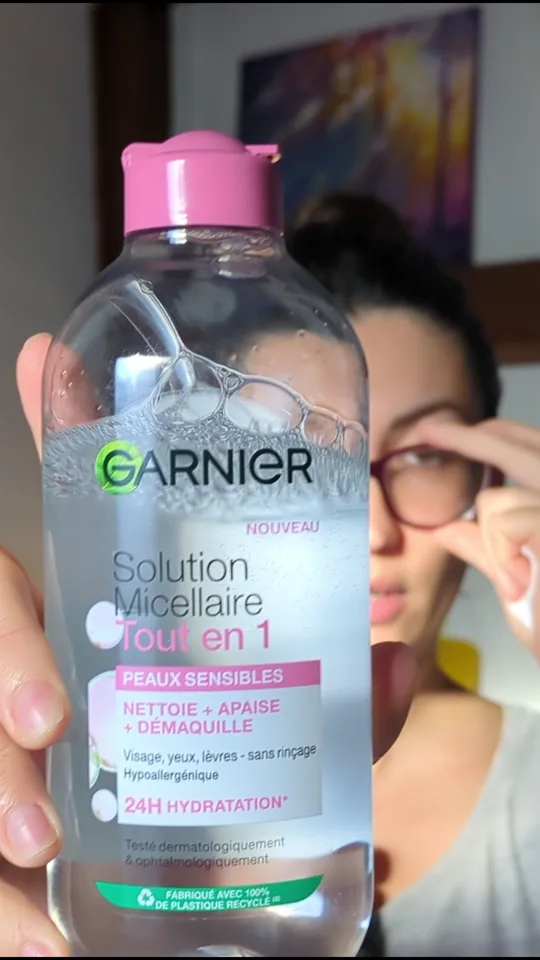 GARNIER
NOUVEAU
Solution
Micellaire
Tout en 1
PEAUX SENSIBLES
NETTOIE + APAISE
+ DÉMAQUILLE
Visage, yeux, lèvres - sans rinçage
Hypoallergénique
24H HYDRATATION*
Testé dermatologiquement
& ophtalmologiquement
FABRIQUÉ AVEC 100%
DE PLASTIQUE RECYCLÉ